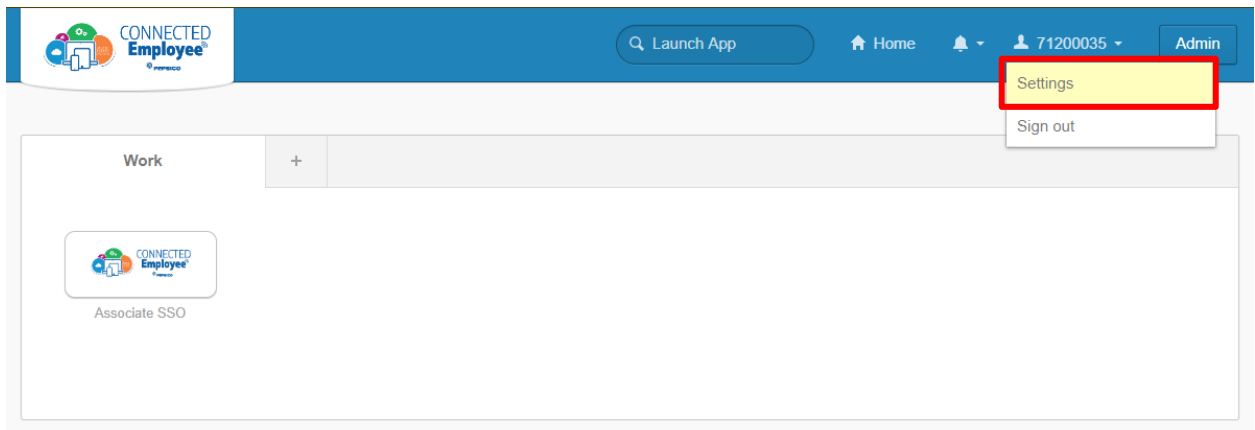 CONNECTED
Employee
PEPSICO
Launch App
Home
71200035
Admin
Settings
Sign out
Work
+
CONNECTED
Employee
PEPSICO
Associate SSO